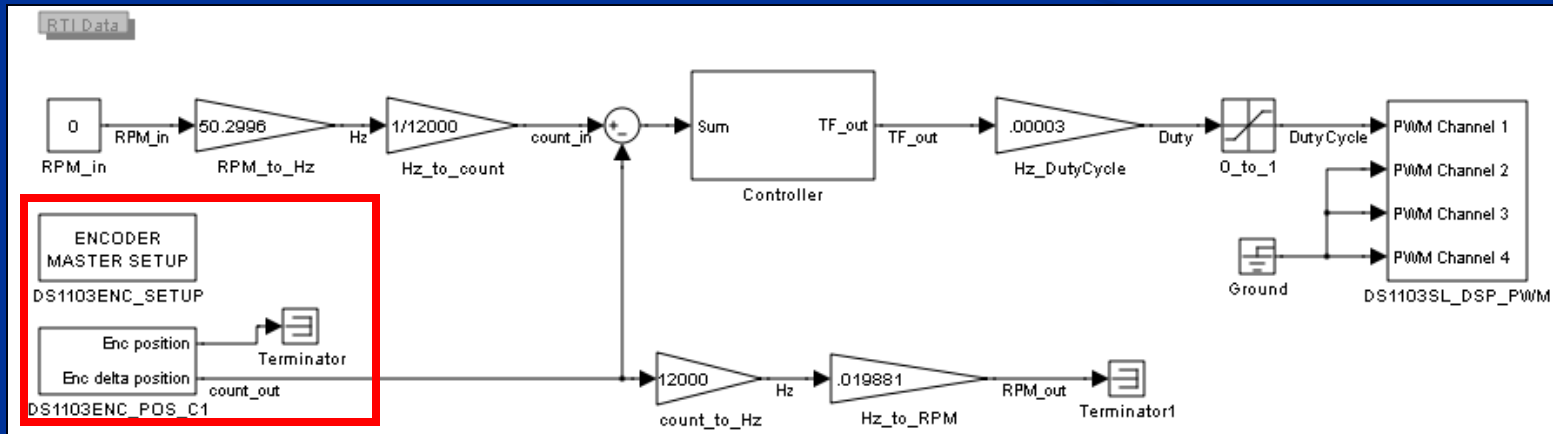 RTI Data
0
RPM_in
RPM_in
50.2996
RPM_to_Hz
Hz
1/12000
Hz_to_count
count_in
+
-
Sum
TF_out
Controller
TF_out
.00003
Hz_DutyCycle
Duty
0_to_1
DutyCycle
PWM Channel 1
PWM Channel 2
PWM Channel 3
PWM Channel 4
DS1103SL_DSP_PWM
Ground
ENCODER
MASTER SETUP
DS1103ENC_SETUP
Enc position
Enc delta position
DS1103ENC_POS_C1
Terminator
count_out
12000
count_to_Hz
Hz
.019881
Hz_to_RPM
RPM_out
Terminator1